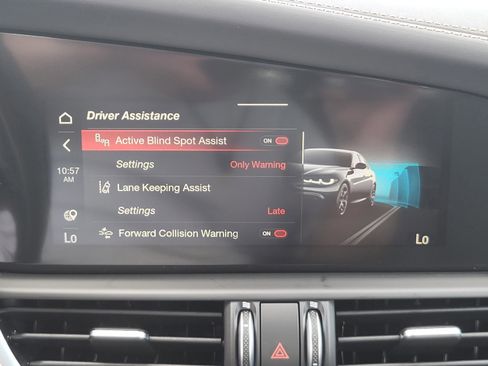 Driver Assistance
Active Blind Spot Assist ON
Settings Only Warning
10:57
AM
Lane Keeping Assist
Settings Late
Lo Forward Collision Warning ON Lo